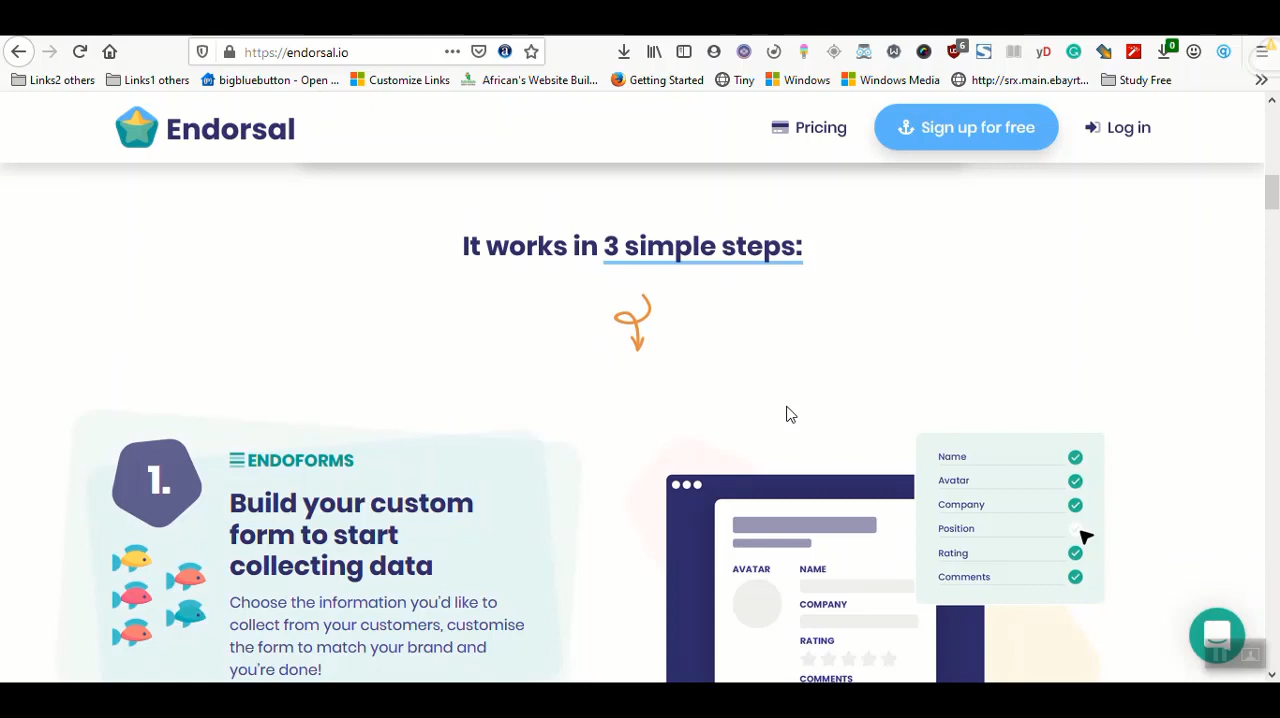 https://endorsal.io
6
yD
0
Links2 others
Links1 others
bigbluebutton - Open ...
Customize Links
African's Website Buil...
Getting Started
Tiny
Windows
Windows Media
http://srx.main.ebayrt...
Study Free
Endorsal
Pricing
Sign up for free
Log in
It works in 3 simple steps:
1.
ENDOFORMS
Build your custom
form to start
collecting data
Choose the information you'd like to
collect from your customers, customise
the form to match your brand and
you're done!
Name
Avatar
Company
Position
Rating
Comments
AVATAR
NAME
COMPANY
RATING
COMMENTS